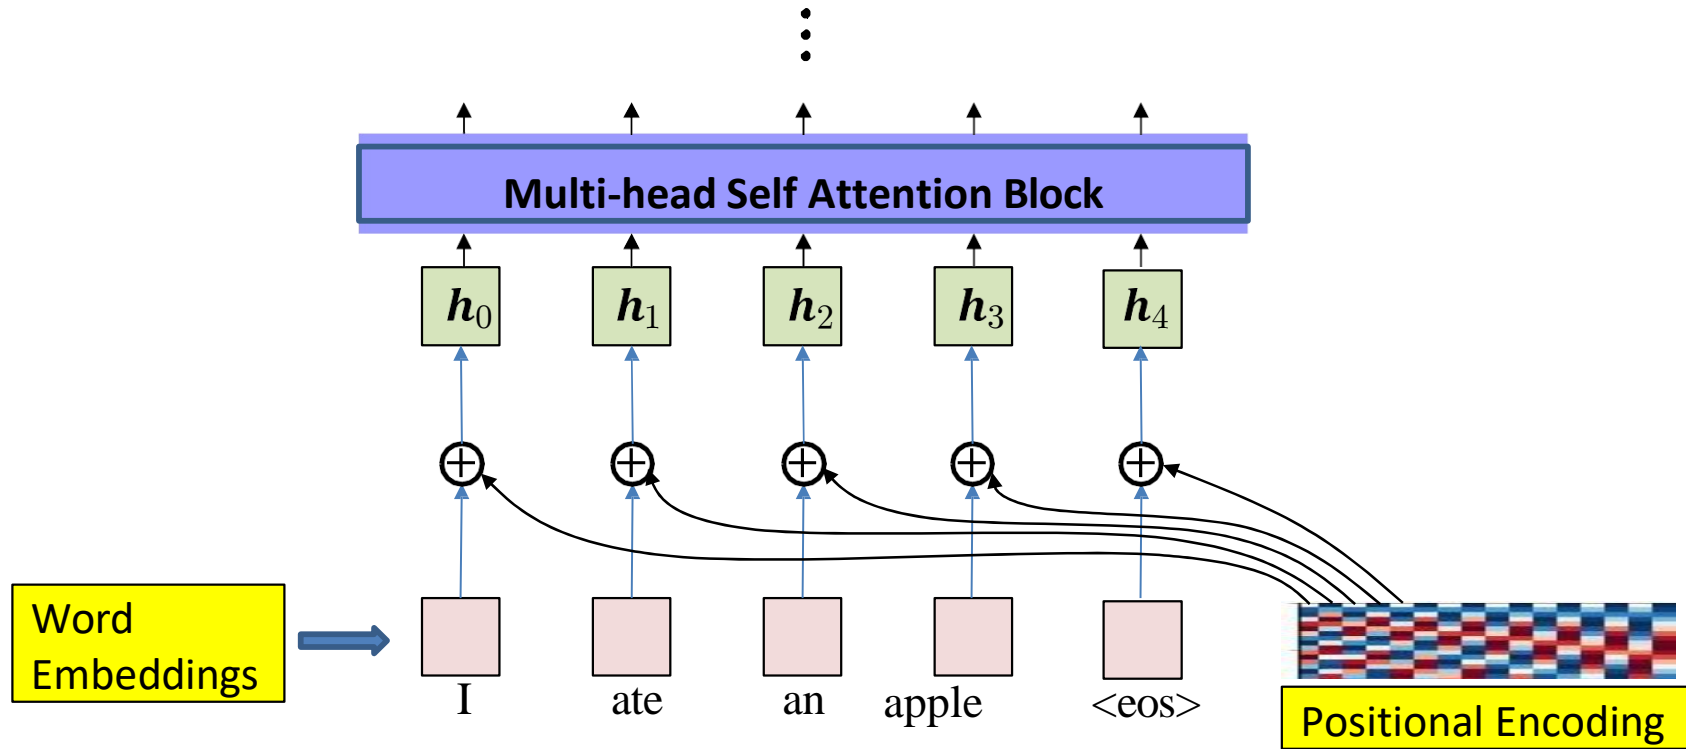 Multi-head Self Attention Block
h₀ h₁ h₂ h₃ h₄
Word
Embeddings
I ate an apple <eos>
Positional Encoding